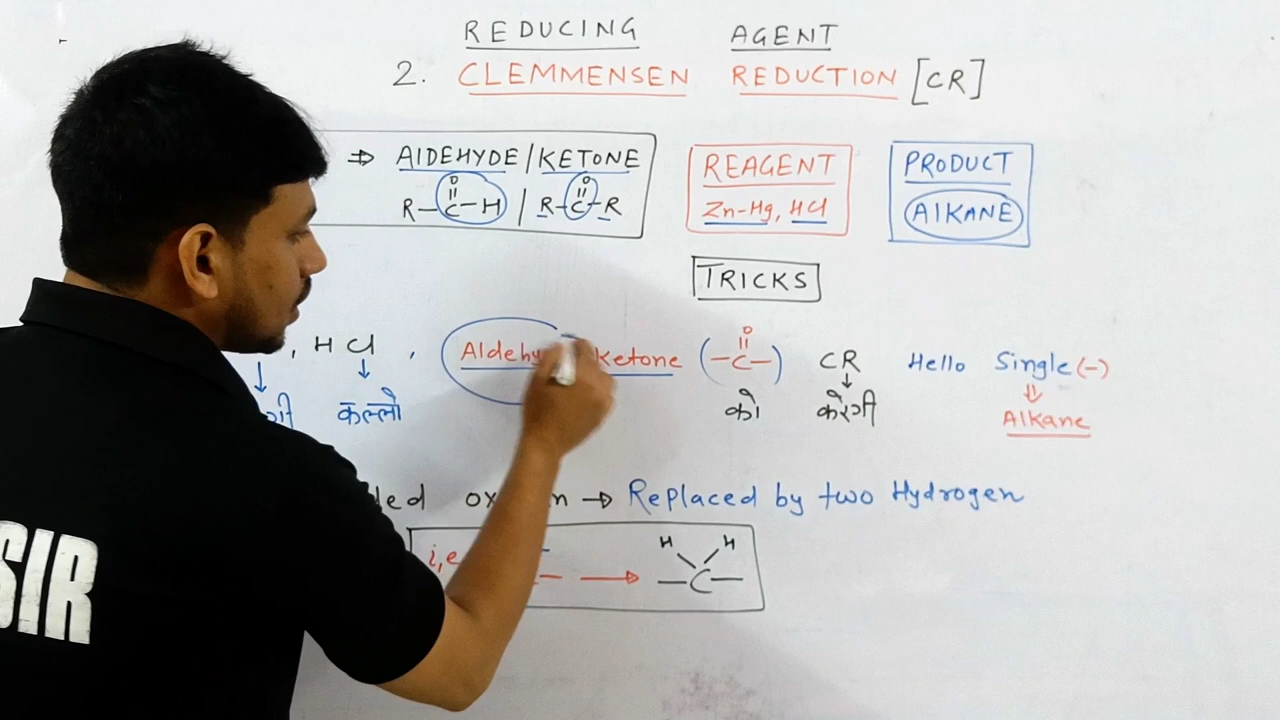 REDUCING AGENT
2. CLEMMENSEN REDUCTION [CR]
⇒ AlDEHYDE / KETONE
REAGENT
PRODUCT
O O
|| ||
R-C-H / R-C-R
Zn-Hg, HCl
AlKANE
TRICKS
, HCl , Ketone (-C-) CR Hello Single (-)
O
||
↓ ↓ ↓ ⇓
कल्लो को करेगी Alkane
→ Replaced by two Hydrogen
i,e → H H
-C-
SIR